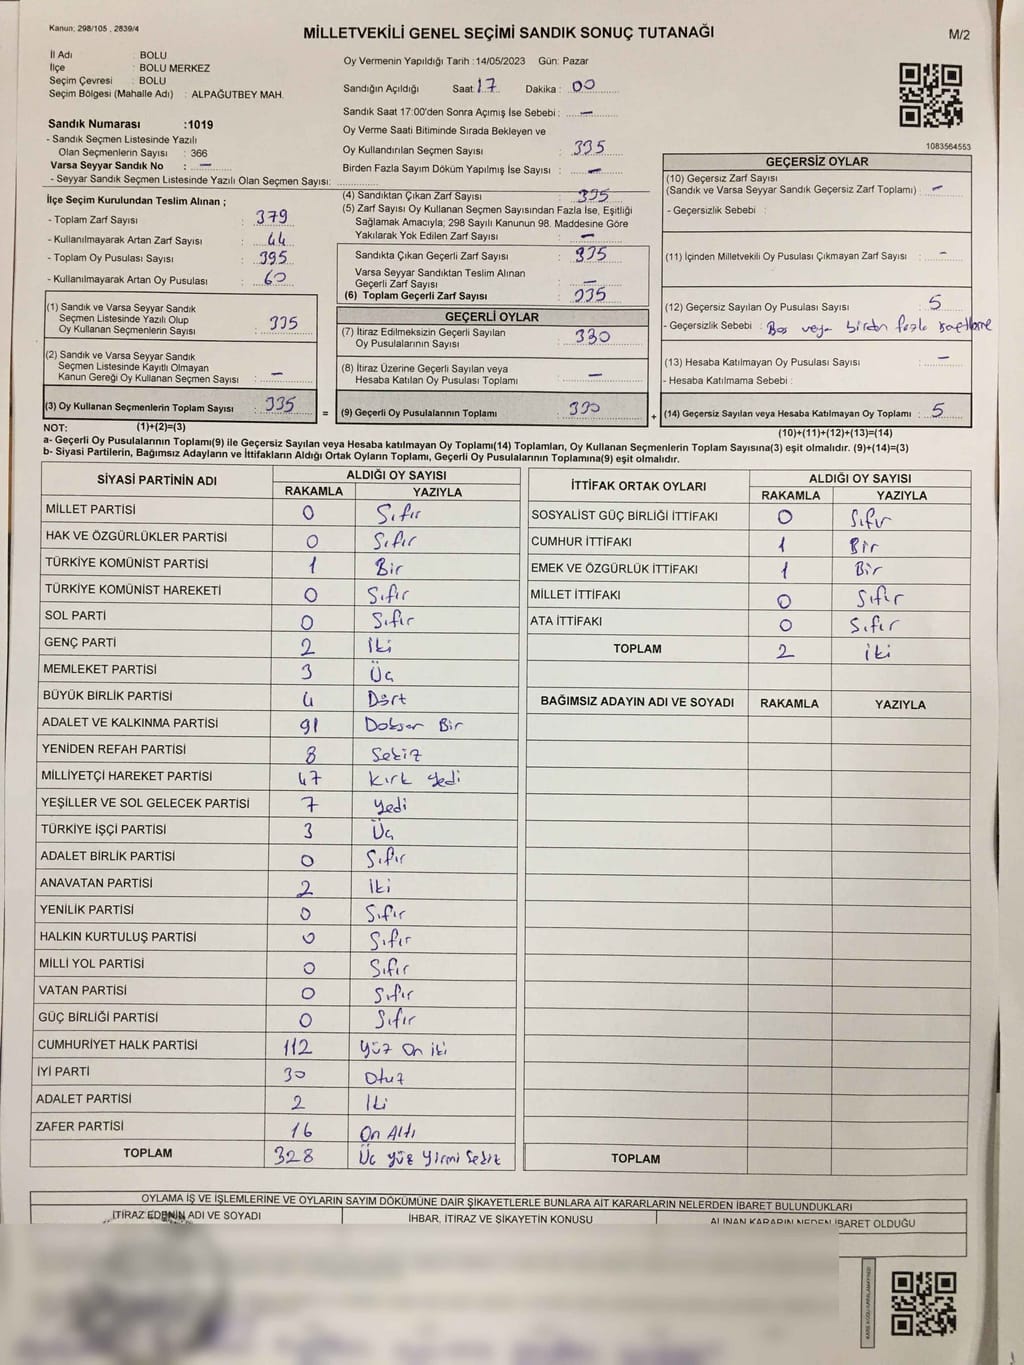 Kanun: 298/105 , 2839/4
MİLLETVEKİLİ GENEL SEÇİMİ SANDIK SONUÇ TUTANAĞI
M/2
İl Adı : BOLU
İlçe : BOLU MERKEZ
Seçim Çevresi : BOLU
Seçim Bölgesi (Mahalle Adı) : ALPAĞUTBEY MAH.
Sandık Numarası :1019
- Sandık Seçmen Listesinde Yazılı
Olan Seçmenlerin Sayısı : 366
Varsa Seyyar Sandık No : —
- Seyyar Sandık Seçmen Listesinde Yazılı Olan Seçmen Sayısı:
Oy Vermenin Yapıldığı Tarih :14/05/2023 Gün: Pazar
Sandığın Açıldığı Saat: 17 Dakika : 00
Sandık Saat 17:00'den Sonra Açımış İse Sebebi : —
Oy Verme Saati Bitiminde Sırada Bekleyen ve
Oy Kullandırılan Seçmen Sayısı : 335
Birden Fazla Sayım Döküm Yapılmış İse Sayısı : —
1083564553
İlçe Seçim Kurulundan Teslim Alınan ;
- Toplam Zarf Sayısı : 379
- Kullanılmayarak Artan Zarf Sayısı : 44
- Toplam Oy Pusulası Sayısı : 395
- Kullanılmayarak Artan Oy Pusulası : 60
(4) Sandıktan Çıkan Zarf Sayısı : 335
(5) Zarf Sayısı Oy Kullanan Seçmen Sayısından Fazla İse, Eşitliği
Sağlamak Amacıyla; 298 Sayılı Kanunun 98. Maddesine Göre
Yakılarak Yok Edilen Zarf Sayısı : —
Sandıkta Çıkan Geçerli Zarf Sayısı : 335
Varsa Seyyar Sandıktan Teslim Alınan
Geçerli Zarf Sayısı : —
(6) Toplam Geçerli Zarf Sayısı : 335
GEÇERSİZ OYLAR
(10) Geçersiz Zarf Sayısı
(Sandık ve Varsa Seyyar Sandık Geçersiz Zarf Toplamı) : —
- Geçersizlik Sebebi :
(11) İçinden Milletvekili Oy Pusulası Çıkmayan Zarf Sayısı : —
(12) Geçersiz Sayılan Oy Pusulası Sayısı : 5
- Geçersizlik Sebebi : Boş veya birden fazla
(13) Hesaba Katılmayan Oy Pusulası Sayısı : —
- Hesaba Katılmama Sebebi :
(1) Sandık ve Varsa Seyyar Sandık
Seçmen Listesinde Yazılı Olup
Oy Kullanan Seçmenlerin Sayısı : 335
(2) Sandık ve Varsa Seyyar Sandık
Seçmen Listesinde Kayıtlı Olmayan
Kanun Gereği Oy Kullanan Seçmen Sayısı : —
GEÇERLİ OYLAR
(7) İtiraz Edilmeksizin Geçerli Sayılan
Oy Pusulalarının Sayısı : 330
(8) İtiraz Üzerine Geçerli Sayılan veya
Hesaba Katılan Oy Pusulası Toplamı : —
(3) Oy Kullanan Seçmenlerin Toplam Sayısı : 335 = (9) Geçerli Oy Pusulalarının Toplamı : 330 + (14) Geçersiz Sayılan veya Hesaba Katılmayan Oy Toplamı : 5
NOT: (1)+(2)=(3) (10)+(11)+(12)+(13)=(14)
a- Geçerli Oy Pusulalarının Toplamı(9) ile Geçersiz Sayılan veya Hesaba katılmayan Oy Toplamı(14) Toplamları, Oy Kullanan Seçmenlerin Toplam Sayısına(3) eşit olmalıdır. (9)+(14)=(3)
b- Siyasi Partilerin, Bağımsız Adayların ve İttifakların Aldığı Ortak Oyların Toplamı, Geçerli Oy Pusulalarının Toplamına(9) eşit olmalıdır.
SİYASİ PARTİNİN ADI ALDIĞI OY SAYISI
RAKAMLA YAZIYLA
MİLLET PARTİSİ 0 Sıfır
HAK VE ÖZGÜRLÜKLER PARTİSİ 0 Sıfır
TÜRKİYE KOMÜNİST PARTİSİ 1 Bir
TÜRKİYE KOMÜNİST HAREKETİ 0 Sıfır
SOL PARTİ 0 Sıfır
GENÇ PARTİ 2 İki
MEMLEKET PARTİSİ 3 Üç
BÜYÜK BİRLİK PARTİSİ 4 Dört
ADALET VE KALKINMA PARTİSİ 91 Doksan Bir
YENİDEN REFAH PARTİSİ 8 Sekiz
MİLLİYETÇİ HAREKET PARTİSİ 47 Kırk Yedi
YEŞİLLER VE SOL GELECEK PARTİSİ 7 Yedi
TÜRKİYE İŞÇİ PARTİSİ 3 Üç
ADALET BİRLİK PARTİSİ 0 Sıfır
ANAVATAN PARTİSİ 2 İki
YENİLİK PARTİSİ 0 Sıfır
HALKIN KURTULUŞ PARTİSİ 0 Sıfır
MİLLİ YOL PARTİSİ 0 Sıfır
VATAN PARTİSİ 0 Sıfır
GÜÇ BİRLİĞİ PARTİSİ 0 Sıfır
CUMHURİYET HALK PARTİSİ 112 Yüz On iki
İYİ PARTİ 30 Otuz
ADALET PARTİSİ 2 İki
ZAFER PARTİSİ 16 On Altı
TOPLAM 328 Üç yüz Yirmi Sekiz
İTTİFAK ORTAK OYLARI ALDIĞI OY SAYISI
RAKAMLA YAZIYLA
SOSYALİST GÜÇ BİRLİĞİ İTTİFAKI 0 Sıfır
CUMHUR İTTİFAKI 1 Bir
EMEK VE ÖZGÜRLÜK İTTİFAKI 1 Bir
MİLLET İTTİFAKI 0 Sıfır
ATA İTTİFAKI 0 Sıfır
TOPLAM 2 İki
BAĞIMSIZ ADAYIN ADI VE SOYADI RAKAMLA YAZIYLA
TOPLAM
OYLAMA İŞ VE İŞLEMLERİNE VE OYLARIN SAYIM DÖKÜMÜNE DAİR ŞİKAYETLERLE BUNLARA AİT KARARLARIN NELERDEN İBARET BULUNDUKLARI
İTİRAZ EDENİN ADI VE SOYADI İHBAR, İTİRAZ VE ŞİKAYETİN KONUSU ALINAN KARARIN NEDEN İBARET OLDUĞU